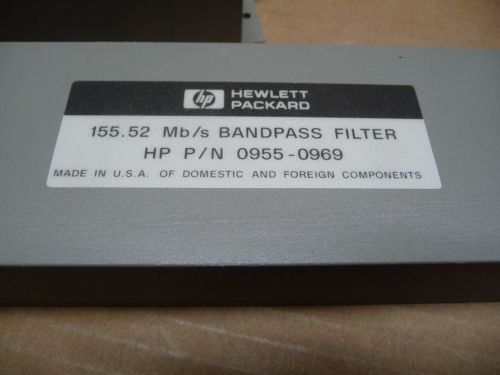 hp HEWLETT
PACKARD
155.52 Mb/s BANDPASS FILTER
HP P/N 0955-0969
MADE IN U.S.A. OF DOMESTIC AND FOREIGN COMPONENTS